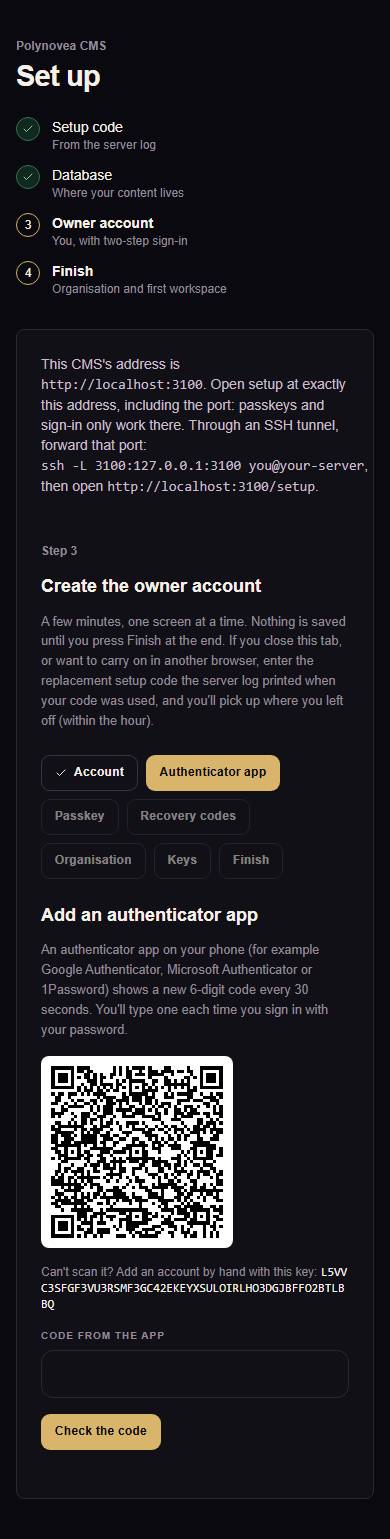 Polynovea CMS
Set up
Setup code
From the server log
Database
Where your content lives
3
Owner account
You, with two-step sign-in
4
Finish
Organisation and first workspace
This CMS's address is
http://localhost:3100. Open setup at exactly
this address, including the port: passkeys and
sign-in only work there. Through an SSH tunnel,
forward that port:
ssh -L 3100:127.0.0.1:3100 you@your-server,
then open http://localhost:3100/setup.
Step 3
Create the owner account
A few minutes, one screen at a time. Nothing is saved
until you press Finish at the end. If you close this tab,
or want to carry on in another browser, enter the
replacement setup code the server log printed when
your code was used, and you'll pick up where you left
off (within the hour).
Account
Authenticator app
Passkey
Recovery codes
Organisation
Keys
Finish
Add an authenticator app
An authenticator app on your phone (for example
Google Authenticator, Microsoft Authenticator or
1Password) shows a new 6-digit code every 30
seconds. You'll type one each time you sign in with
your password.
Can't scan it? Add an account by hand with this key: L5VV
C3SFGF3VU3RSMF3GC42EKEYXSULOIRLHO3DGJBFFO2BTLB
BQ
CODE FROM THE APP
Check the code